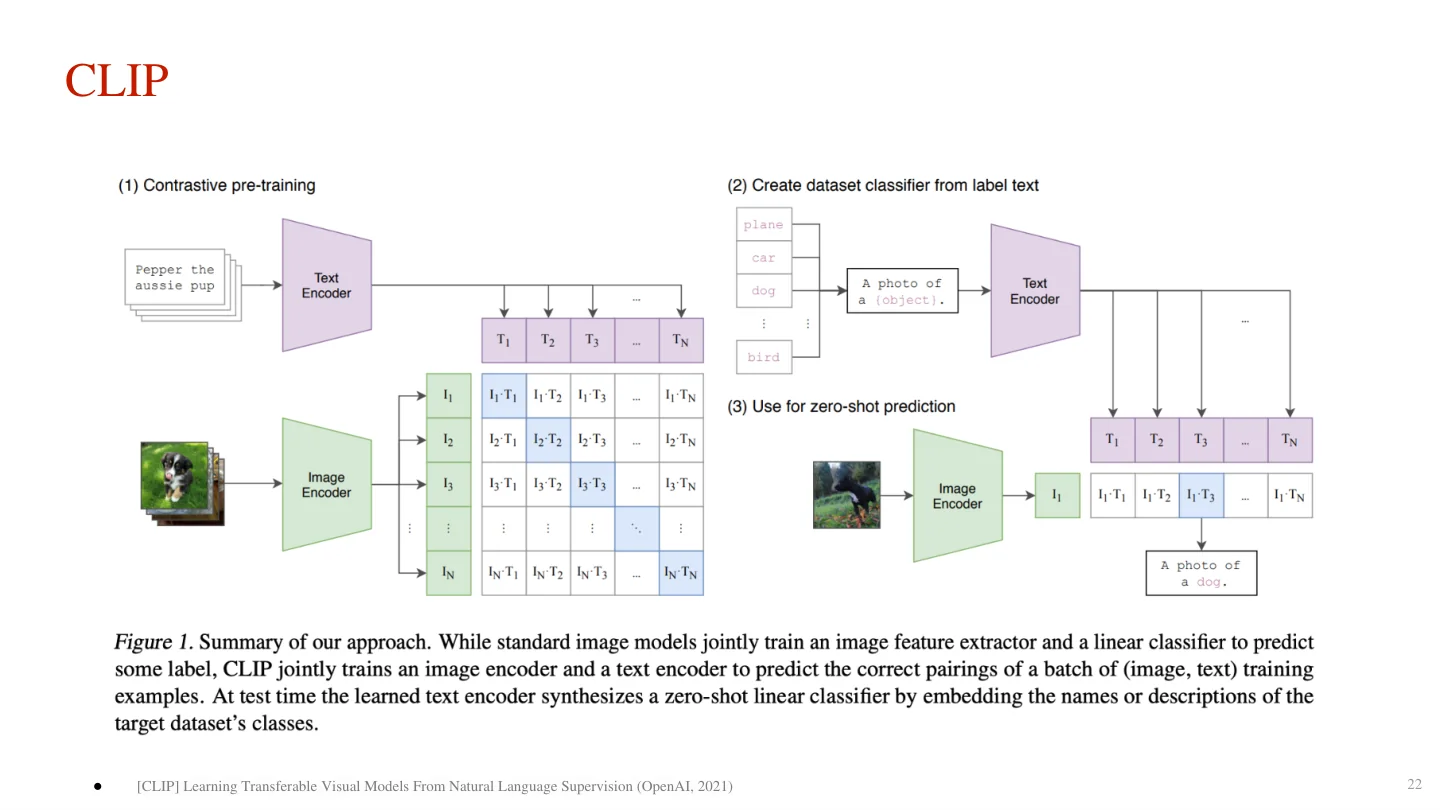 CLIP
(1) Contrastive pre-training
Pepper the
aussie pup
Text
Encoder
...
T1 T2 T3 ... TN
I1 I1·T1 I1·T2 I1·T3 ... I1·TN
I2 I2·T1 I2·T2 I2·T3 ... I2·TN
Image
Encoder
I3 I3·T1 I3·T2 I3·T3 ... I3·TN
⋮ ⋮ ⋮ ⋮ ⋮ ⋱ ⋮
IN IN·T1 IN·T2 IN·T3 ... IN·TN
(2) Create dataset classifier from label text
plane
car
dog
⋮ ⋮
bird
A photo of
a {object}.
Text
Encoder
...
(3) Use for zero-shot prediction
T1 T2 T3 ... TN
Image
Encoder
I1 I1·T1 I1·T2 I1·T3 ... I1·TN
A photo of
a dog.
Figure 1. Summary of our approach. While standard image models jointly train an image feature extractor and a linear classifier to predict
some label, CLIP jointly trains an image encoder and a text encoder to predict the correct pairings of a batch of (image, text) training
examples. At test time the learned text encoder synthesizes a zero-shot linear classifier by embedding the names or descriptions of the
target dataset's classes.
● [CLIP] Learning Transferable Visual Models From Natural Language Supervision (OpenAI, 2021)
22